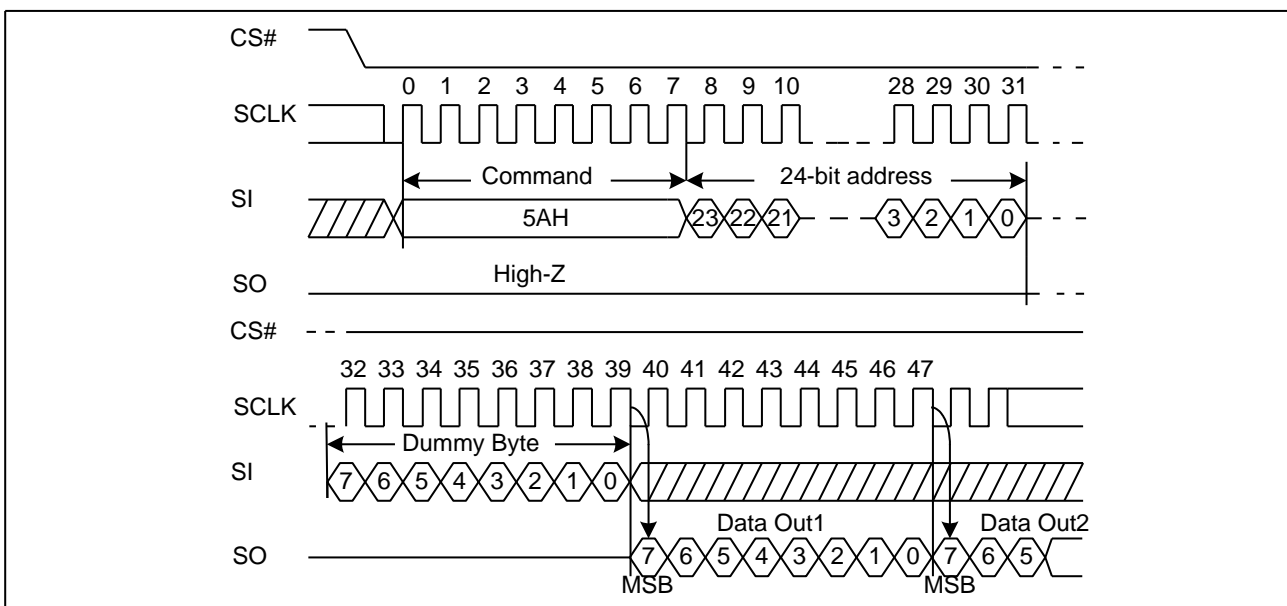 CS#
0 1 2 3 4 5 6 7 8 9 10 28 29 30 31
SCLK
Command 24-bit address
SI
5AH 23 22 21 3 2 1 0
High-Z
SO
CS#
32 33 34 35 36 37 38 39 40 41 42 43 44 45 46 47
SCLK
Dummy Byte
SI
7 6 5 4 3 2 1 0
Data Out1 Data Out2
SO
7 6 5 4 3 2 1 0 7 6 5
MSB MSB